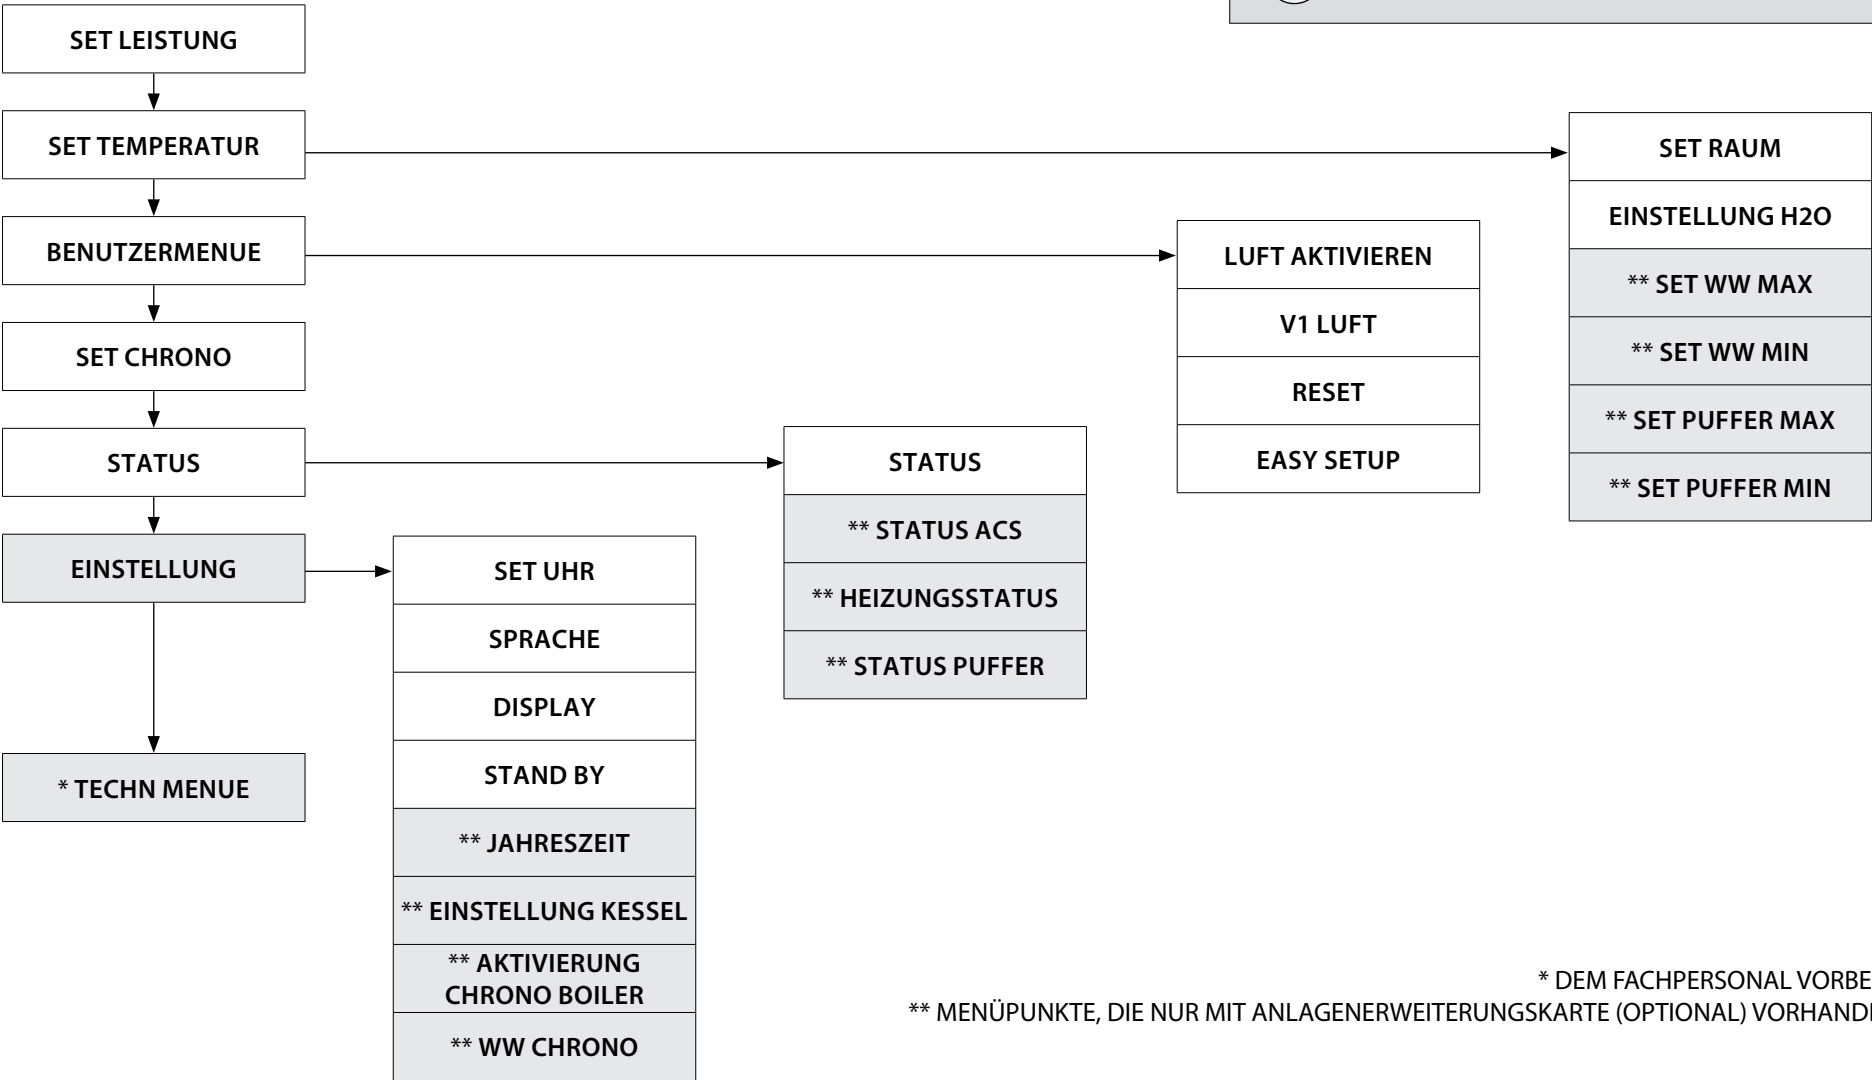 SET LEISTUNG
SET TEMPERATUR
BENUTZERMENUE
SET CHRONO
STATUS
EINSTELLUNG
* TECHN MENUE
SET UHR
SPRACHE
DISPLAY
STAND BY
** JAHRESZEIT
** EINSTELLUNG KESSEL
** AKTIVIERUNG
CHRONO BOILER
** WW CHRONO
STATUS
** STATUS ACS
** HEIZUNGSSTATUS
** STATUS PUFFER
LUFT AKTIVIEREN
V1 LUFT
RESET
EASY SETUP
SET RAUM
EINSTELLUNG H2O
** SET WW MAX
** SET WW MIN
** SET PUFFER MAX
** SET PUFFER MIN
* DEM FACHPERSONAL VORBE
** MENÜPUNKTE, DIE NUR MIT ANLAGENERWEITERUNGSKARTE (OPTIONAL) VORHAND